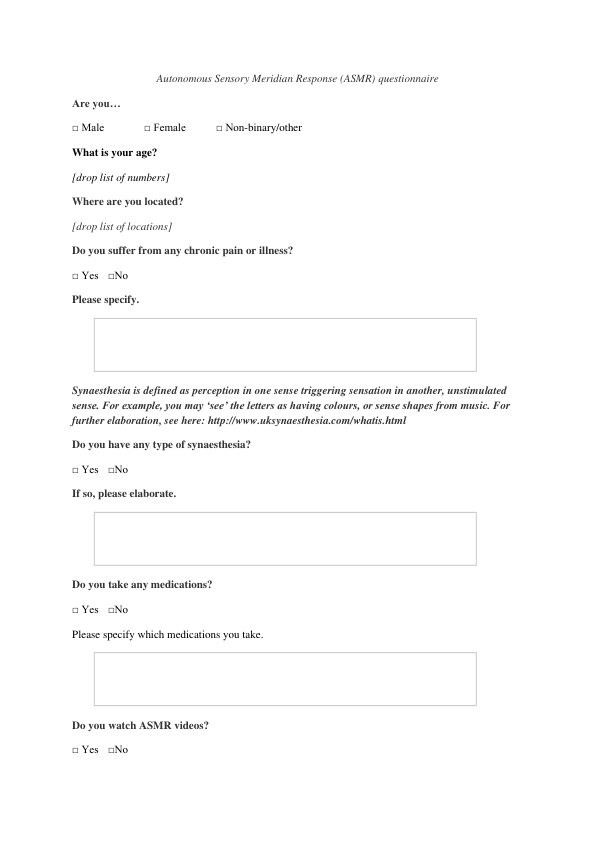 Autonomous Sensory Meridian Response (ASMR) questionnaire
Are you…
□ Male □ Female □ Non-binary/other
What is your age?
[drop list of numbers]
Where are you located?
[drop list of locations]
Do you suffer from any chronic pain or illness?
□ Yes □No
Please specify.
Synaesthesia is defined as perception in one sense triggering sensation in another, unstimulated
sense. For example, you may ‘see’ the letters as having colours, or sense shapes from music. For
further elaboration, see here: http://www.uksynaesthesia.com/whatis.html
Do you have any type of synaesthesia?
□ Yes □No
If so, please elaborate.
Do you take any medications?
□ Yes □No
Please specify which medications you take.
Do you watch ASMR videos?
□ Yes □No